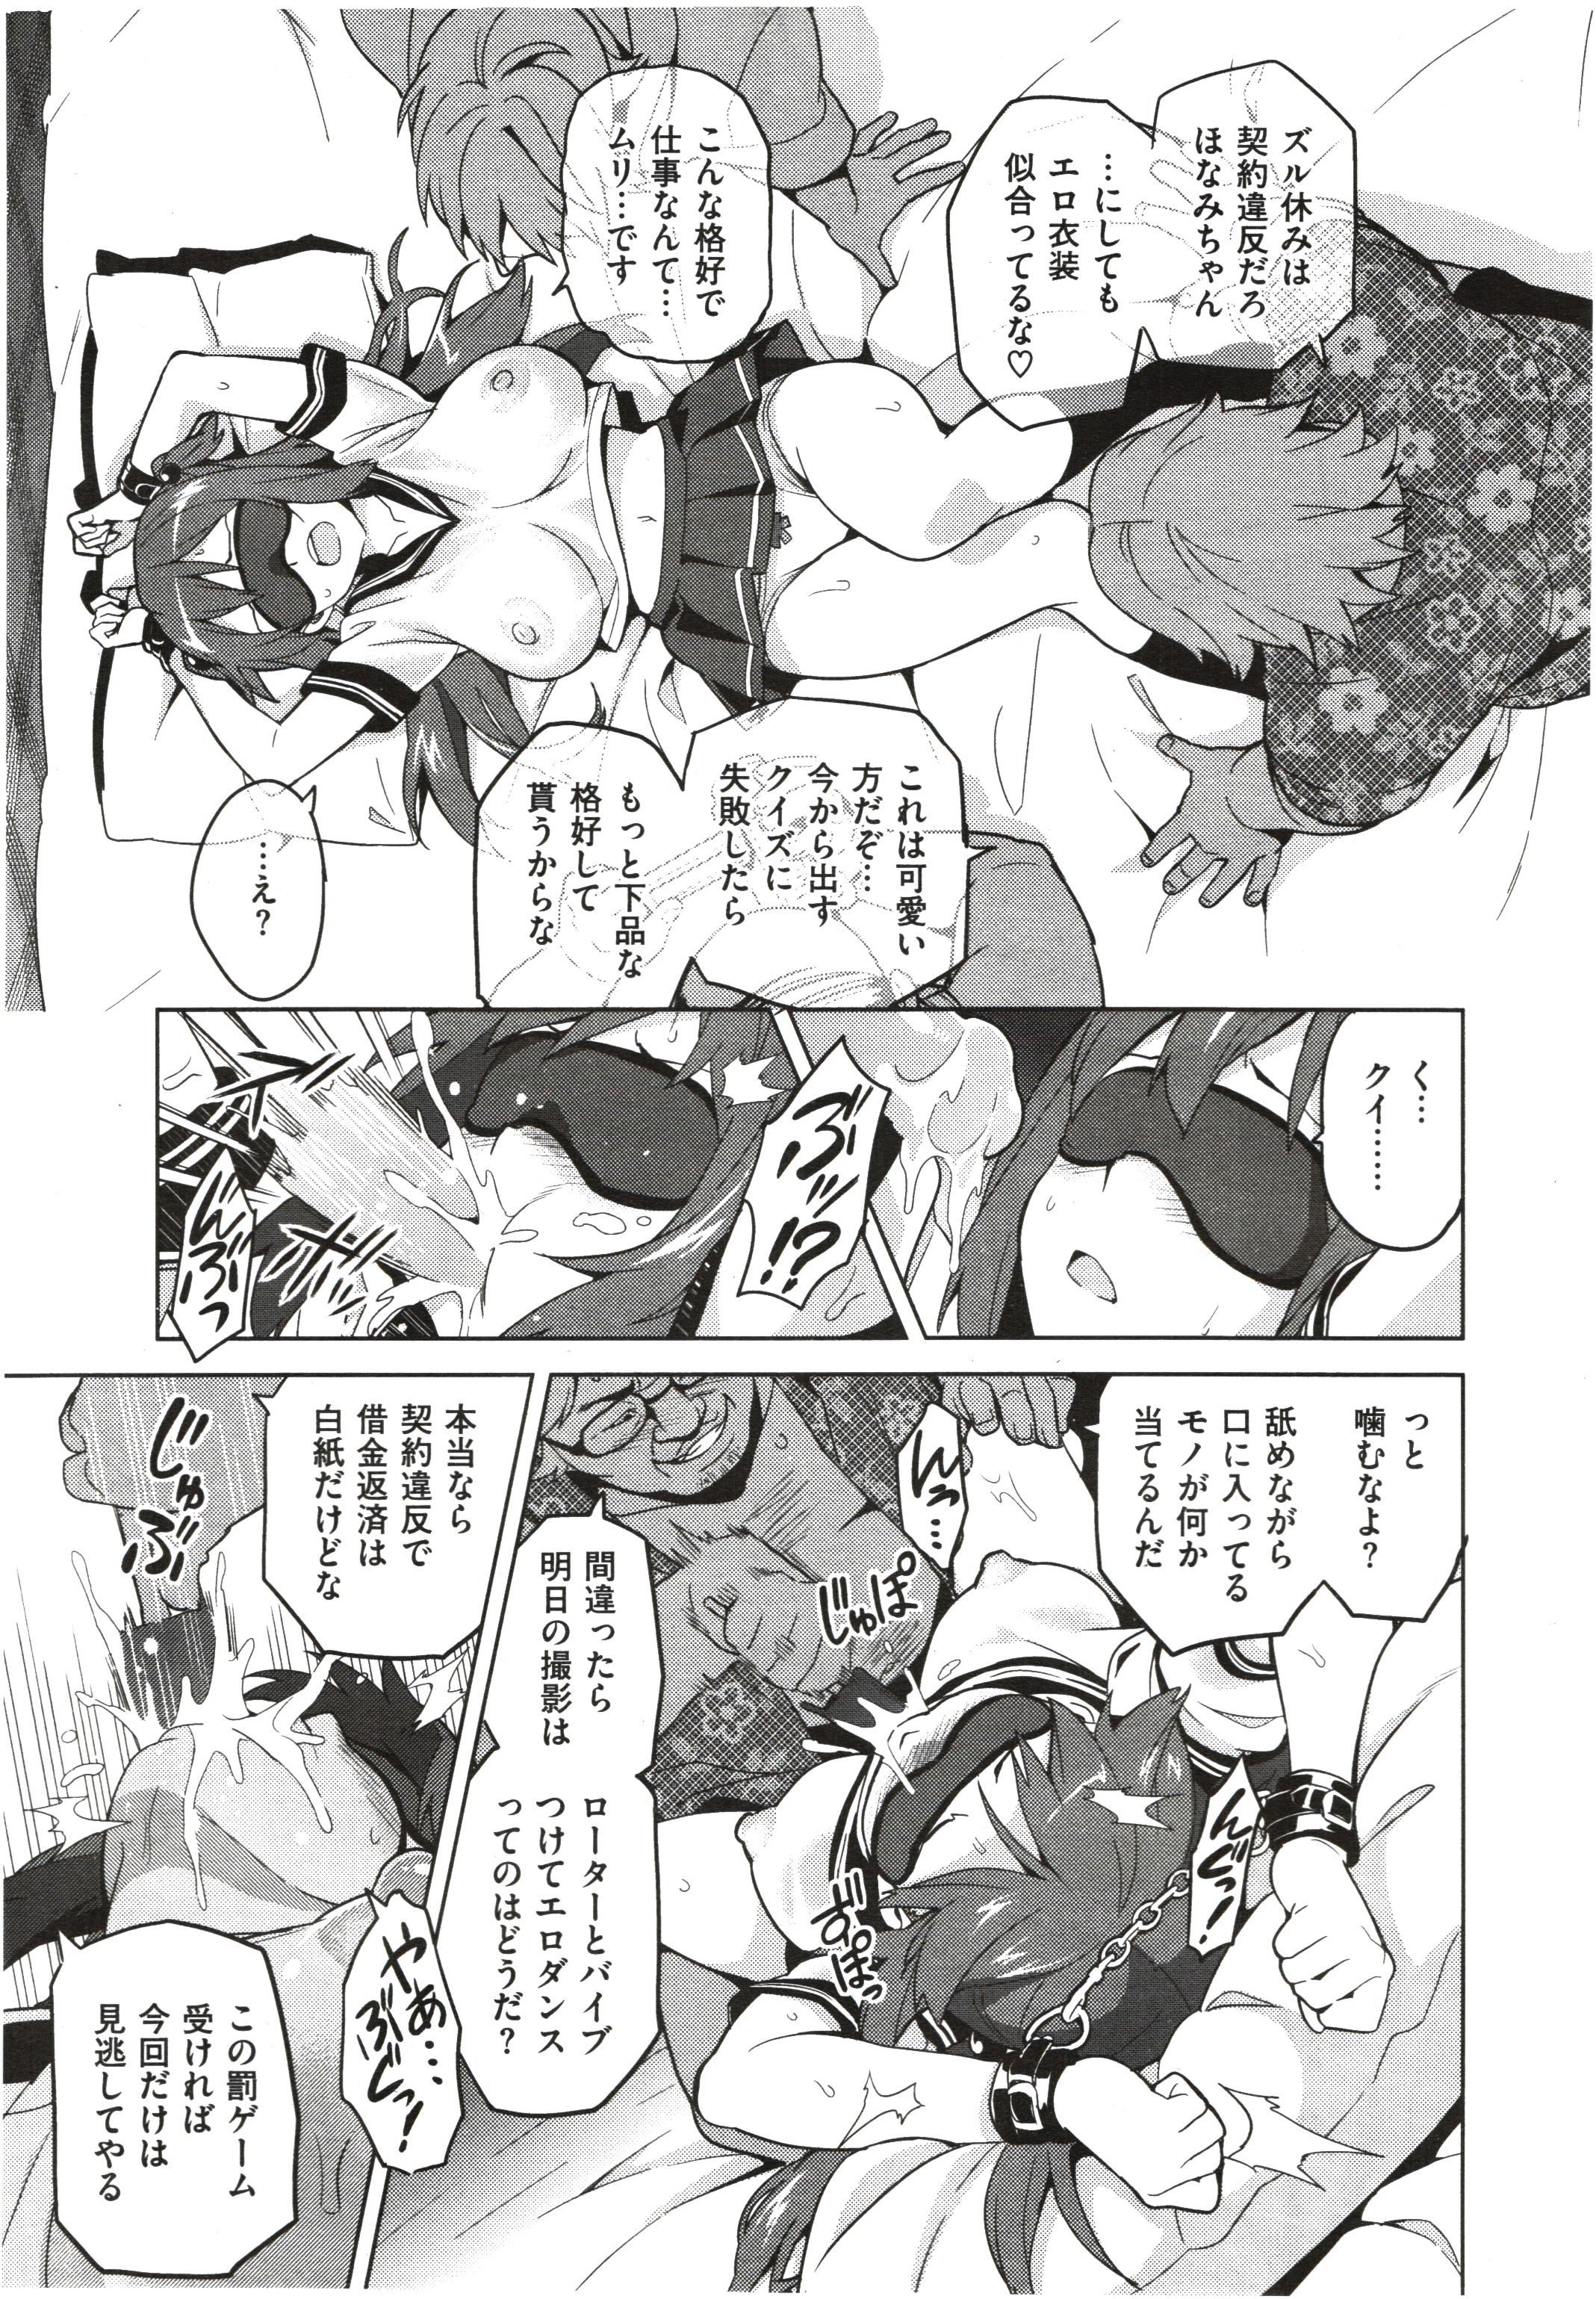 ズル休みは
契約違反だろ
ほなみちゃん
…にしても
エロ衣装
似合ってるな♡
こんな格好で
仕事なんて…
ムリ…です
これは可愛い
方だぞ…
今から出す
クイズに
失敗したら
もっと下品な
格好して
貰うからな
…え?
く…
クイ……
ぶッ!?
んぶっ
っと
噛むなよ?
舐めながら
口に入ってる
モノが何か
当てるんだ
んっ…
じゅぽ
んぐっ!
ずぽっ
間違ったら
明日の撮影は
ローターとバイブ
つけてエロダンス
ってのはどうだ?
本当なら
契約違反で
借金返済は
白紙だけどな
じゅぶ
やぁ…
ぶぐっ!
この罰ゲーム
受ければ
今回だけは
見逃してやる